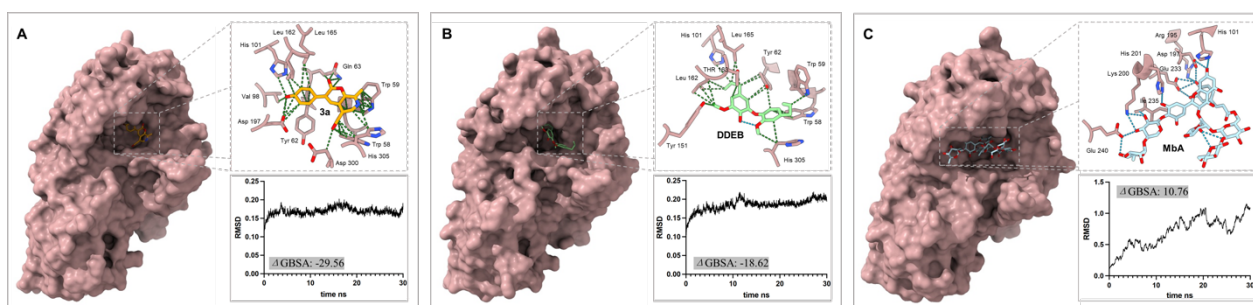 A
His 101
Leu 162
Leu 165
Gln 63
Trp 59
Val 98
3a
Asp 197
Tyr 62
Trp 58
His 305
Asp 300
0.25
0.20
0.15
0.10
0.05
0.00
RMSD
ΔGBSA: -29.56
0
10
20
30
time ns
B
Leu 165
His 101
Tyr 62
THR 163
Trp 59
Leu 162
DDEB
Trp 58
Tyr 151
His 305
0.25
0.20
0.15
0.10
0.05
0.00
RMSD
ΔGBSA: -18.62
0
10
20
30
time ns
C
Arg 195
His 101
Asp 197
His 201
Glu 233
Lys 200
Ile 235
Glu 240
MbA
1.5
1.0
0.5
0.0
RMSD
ΔGBSA: 10.76
0
10
20
30
time ns